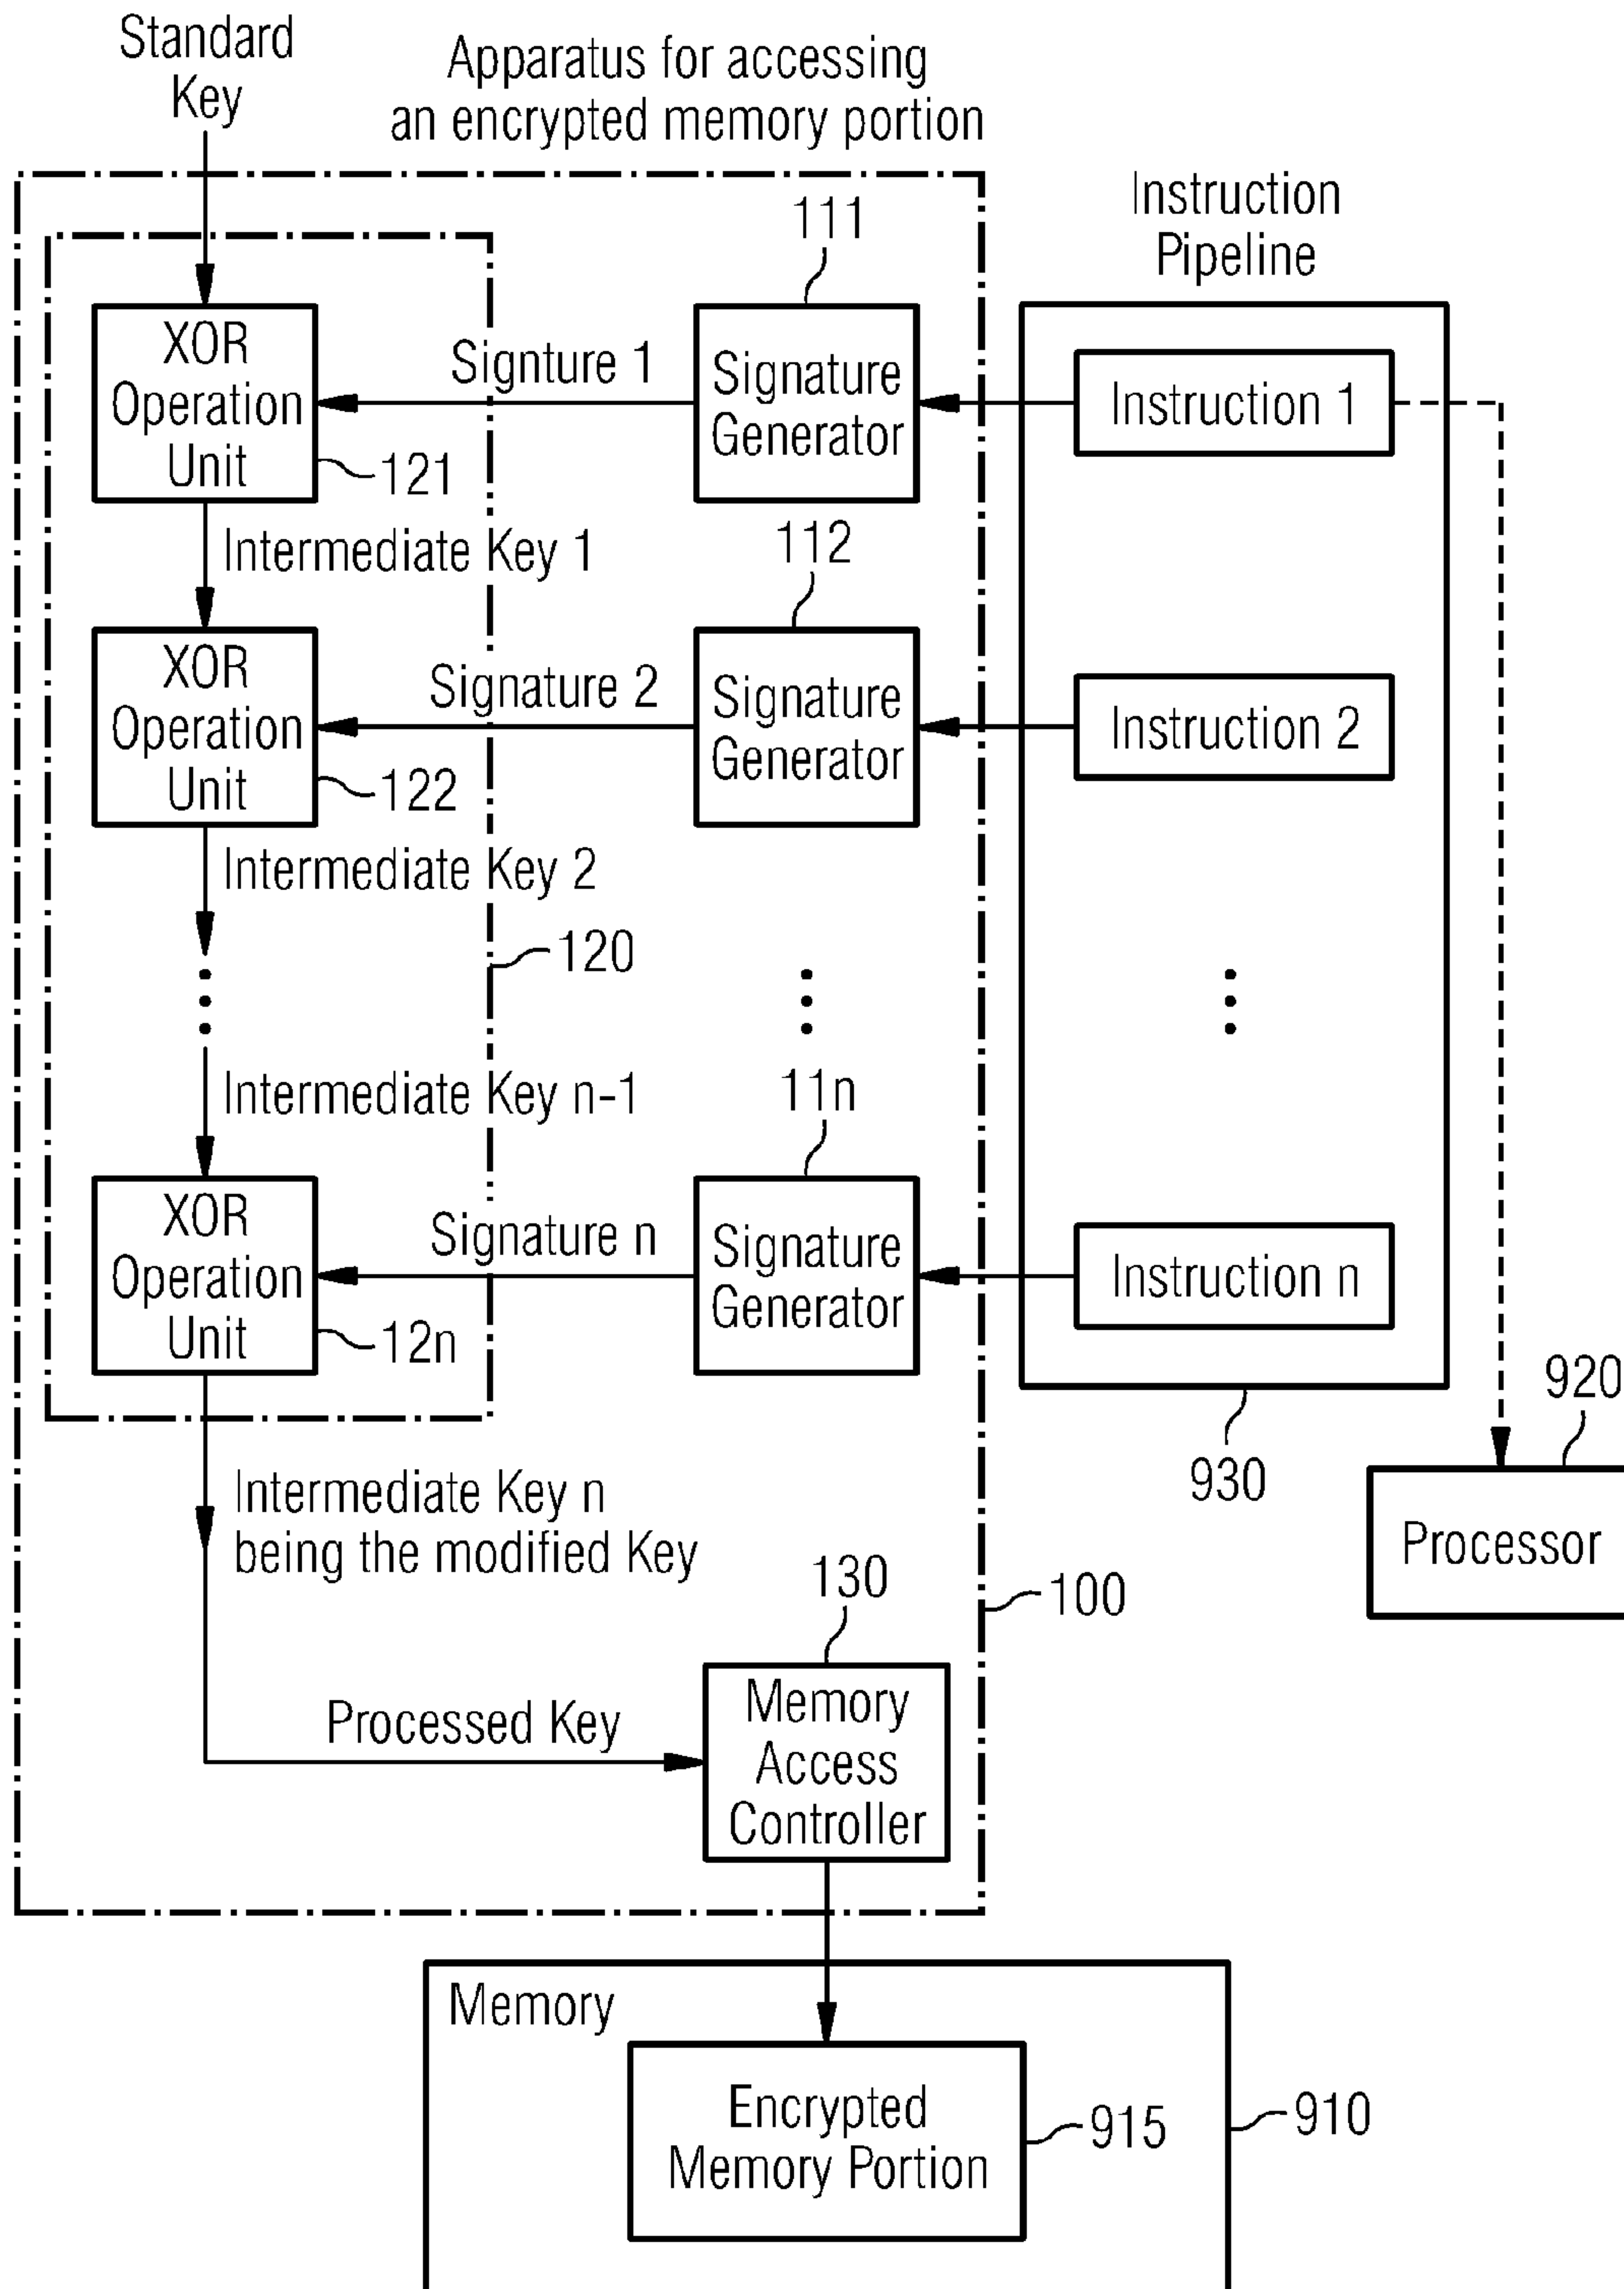 Standard
Key
Apparatus for accessing
an encrypted memory portion
Instruction
Pipeline
111
XOR
Operation
Unit
Signture 1
Signature
Generator
Instruction 1
121
Intermediate Key 1
112
XOR
Operation
Unit
Signature 2
Signature
Generator
Instruction 2
122
Intermediate Key 2
120
Intermediate Key n-1
11n
XOR
Operation
Unit
Signature n
Signature
Generator
Instruction n
12n
930
920
Processor
Intermediate Key n
being the modified Key
130
100
Processed Key
Memory
Access
Controller
Memory
Encrypted
Memory Portion
915
910